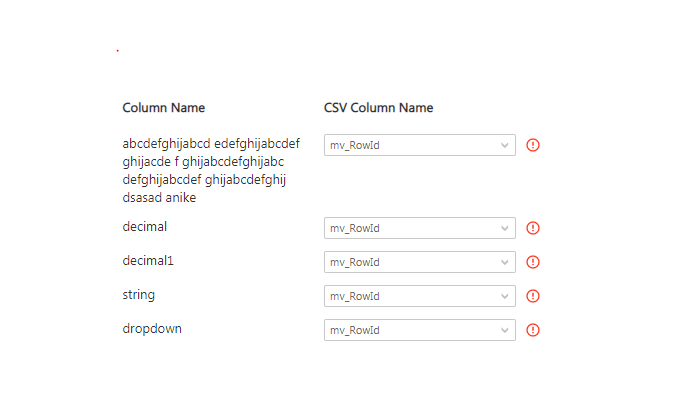 Column Name CSV Column Name
abcdefghijabcd edefghijabcdef mv_RowId
ghijacde f ghijabcdefghijabc
defghijabcdef ghijabcdefghij
dsasad anike
decimal mv_RowId
decimal1 mv_RowId
string mv_RowId
dropdown mv_RowId